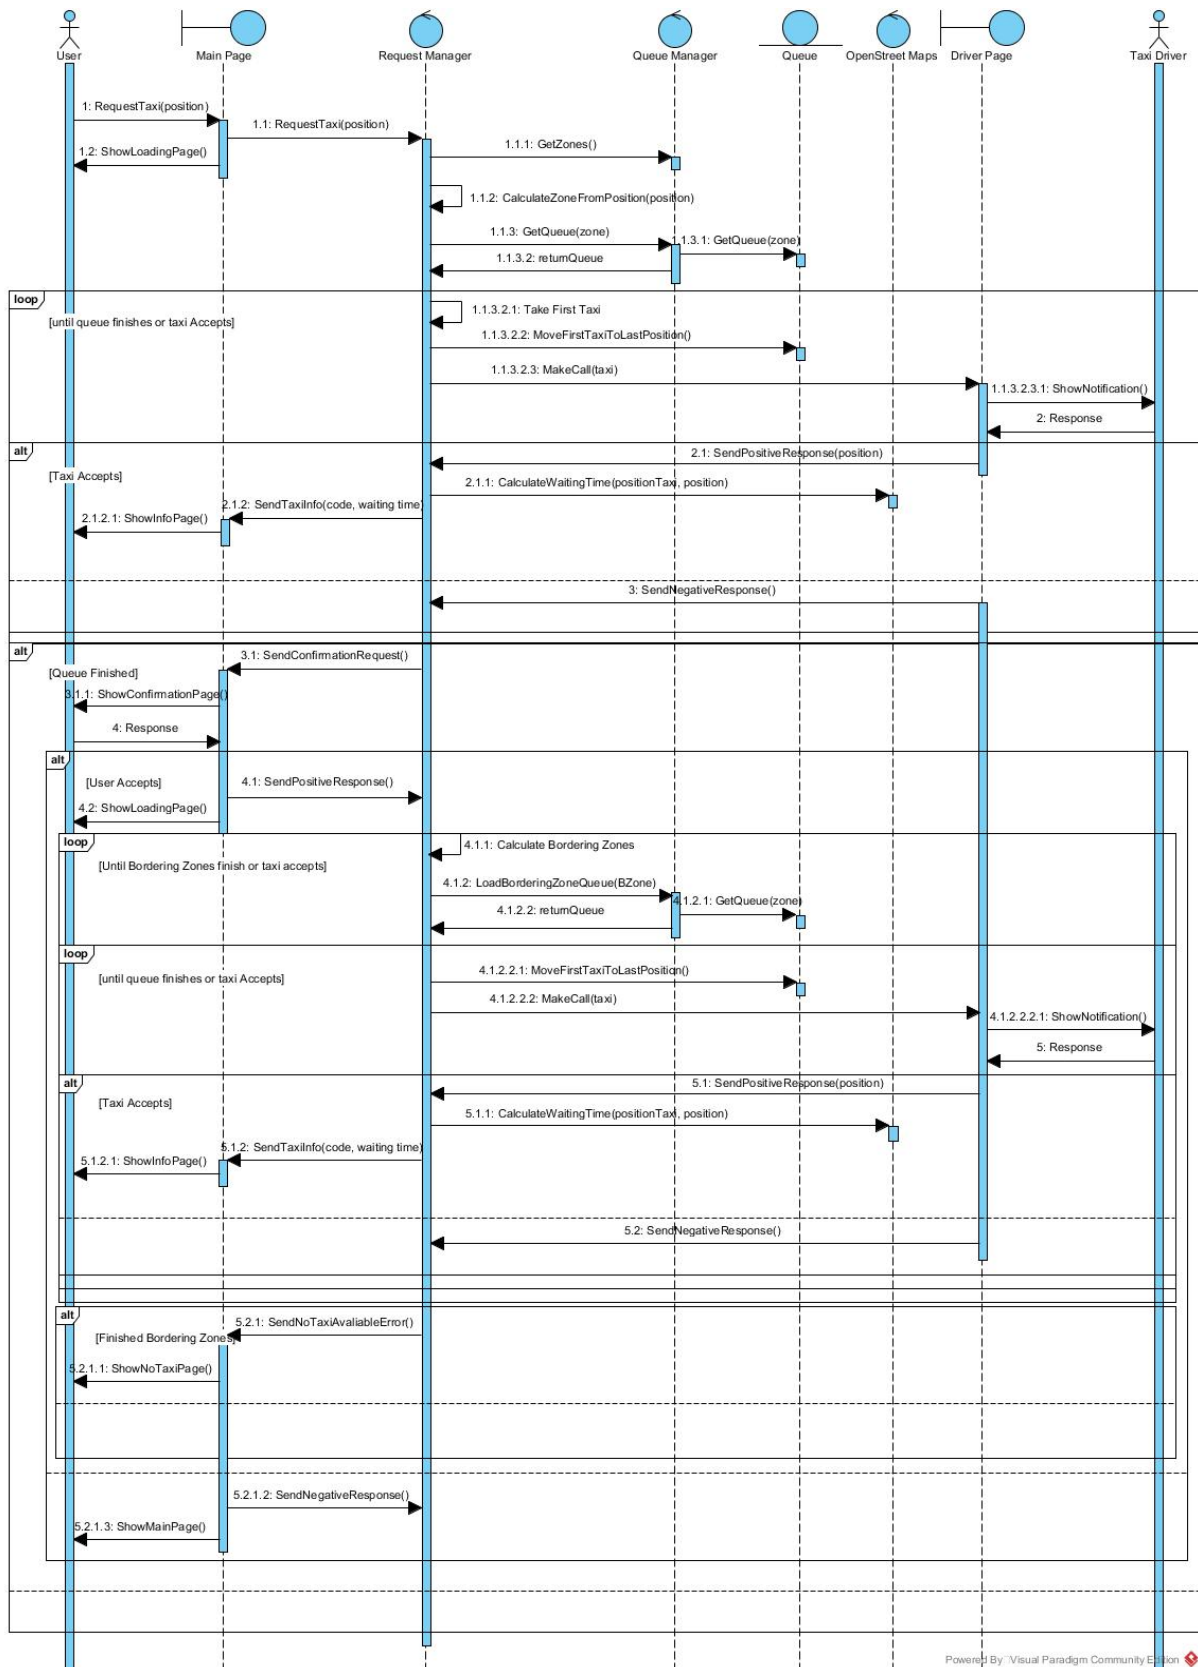 User
Main Page
Request Manager
Queue Manager
Queue
OpenStreet Maps
Driver Page
Taxi Driver
1: RequestTaxi(position)
1.1: RequestTaxi(position)
1.1.1: GetZones()
1.2: ShowLoadingPage()
1.1.2: CalculateZoneFromPosition(position)
1.1.3: GetQueue(zone)
1.1.3.1: GetQueue(zone)
1.1.3.2: returnQueue
loop
[until queue finishes or taxi Accepts]
1.1.3.2.1: Take First Taxi
1.1.3.2.2: MoveFirstTaxiToLastPosition()
1.1.3.2.3: MakeCall(taxi)
1.1.3.2.3.1: ShowNotification()
2: Response
alt
[Taxi Accepts]
2.1: SendPositiveResponse(position)
2.1.1: CalculateWaitingTime(positionTaxi, position)
2.1.2: SendTaxiInfo(code, waiting time)
2.1.2.1: ShowInfoPage()
3: SendNegativeResponse()
alt
[Queue Finished]
3.1: SendConfirmationRequest()
3.1.1: ShowConfirmationPage()
4: Response
alt
[User Accepts]
4.1: SendPositiveResponse()
4.2: ShowLoadingPage()
loop
[Until Bordering Zones finish or taxi accepts]
4.1.1: Calculate Bordering Zones
4.1.2: LoadBorderingZoneQueue(BZone)
4.1.2.1: GetQueue(zone)
4.1.2.2: returnQueue
loop
[until queue finishes or taxi Accepts]
4.1.2.2.1: MoveFirstTaxiToLastPosition()
4.1.2.2.2: MakeCall(taxi)
4.1.2.2.2.1: ShowNotification()
5: Response
alt
[Taxi Accepts]
5.1: SendPositiveResponse(position)
5.1.1: CalculateWaitingTime(positionTaxi, position)
5.1.2: SendTaxiInfo(code, waiting time)
5.1.2.1: ShowInfoPage()
5.2: SendNegativeResponse()
alt
[Finished Bordering Zones]
5.2.1: SendNoTaxiAvaliableError()
5.2.1.1: ShowNoTaxiPage()
5.2.1.2: SendNegativeResponse()
5.2.1.3: ShowMainPage()
Powered By Visual Paradigm Community Edition